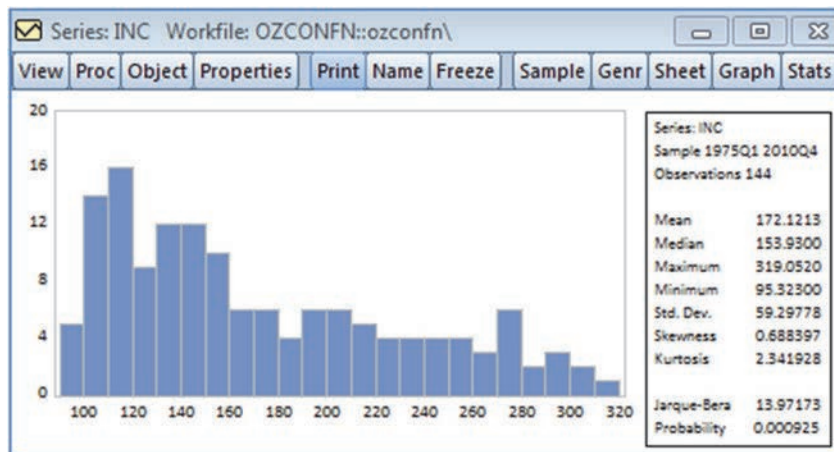 Series: INC Workfile: OZCONFN::ozconfn\
View Proc Object Properties Print Name Freeze Sample Genr Sheet Graph Stats
20
16
12
8
4
0
100 120 140 160 180 200 220 240 260 280 300 320
Series: INC
Sample 1975Q1 2010Q4
Observations 144
Mean 172.1213
Median 153.9300
Maximum 319.0520
Minimum 95.32300
Std. Dev. 59.29778
Skewness 0.688397
Kurtosis 2.341928
Jarque-Bera 13.97173
Probability 0.000925